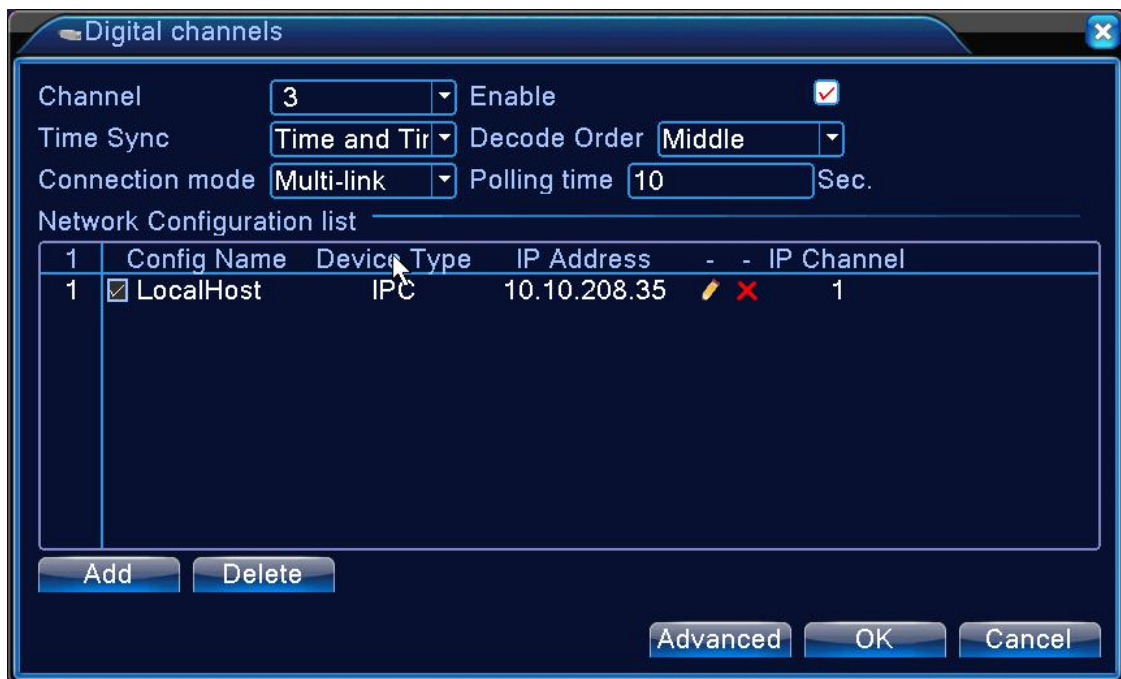 Digital channels
Channel 3 Enable
Time Sync Time and Tir Decode Order Middle
Connection mode Multi-link Polling time 10 Sec.
Network Configuration list
1 Config Name Device Type IP Address - - IP Channel
1 LocalHost IPC 10.10.208.35 1
Add Delete
Advanced OK Cancel